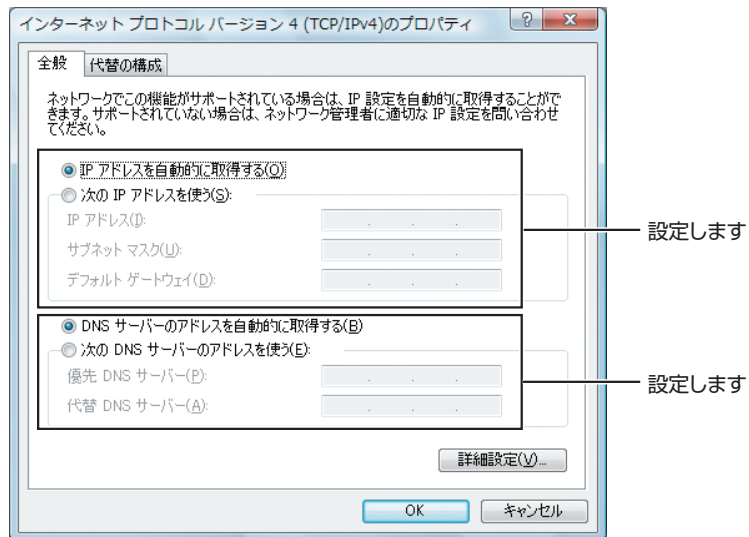 インターネット プロトコル バージョン 4 (TCP/IPv4)のプロパティ
全般
代替の構成
ネットワークでこの機能がサポートされている場合は、IP 設定を自動的に取得することがで
きます。サポートされていない場合は、ネットワーク管理者に適切な IP 設定を問い合わせ
てください。
IP アドレスを自動的に取得する(O)
次の IP アドレスを使う(S):
IP アドレス(I):
サブネット マスク(U):
デフォルト ゲートウェイ(D):
設定します
DNS サーバーのアドレスを自動的に取得する(B)
次の DNS サーバーのアドレスを使う(E):
優先 DNS サーバー(P):
代替 DNS サーバー(A):
設定します
詳細設定(V)...
OK
キャンセル